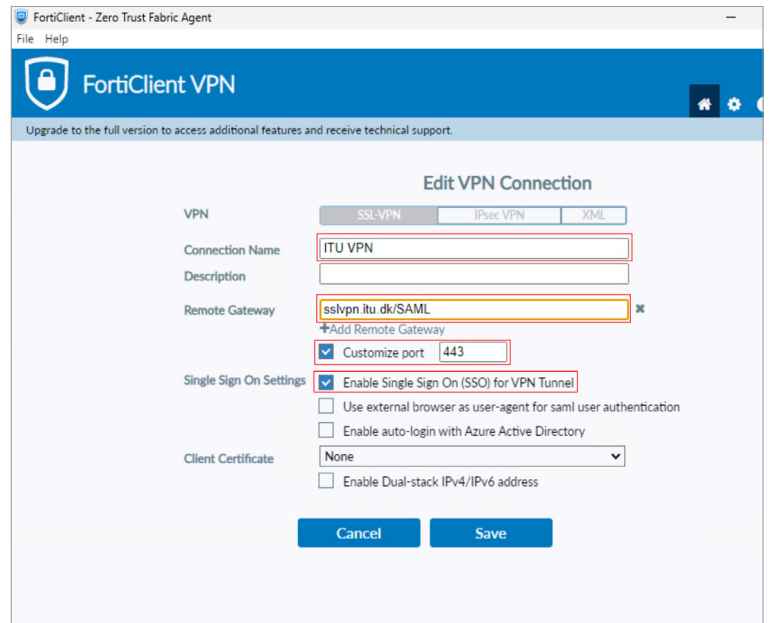 FortiClient - Zero Trust Fabric Agent
File Help
FortiClient VPN
Upgrade to the full version to access additional features and receive technical support.
Edit VPN Connection
VPN SSL-VPN IPsec VPN XML
Connection Name ITU VPN
Description
Remote Gateway sslvpn.itu.dk/SAML
+Add Remote Gateway
Customize port 443
Single Sign On Settings Enable Single Sign On (SSO) for VPN Tunnel
Use external browser as user-agent for saml user authentication
Enable auto-login with Azure Active Directory
Client Certificate None
Enable Dual-stack IPv4/IPv6 address
Cancel Save